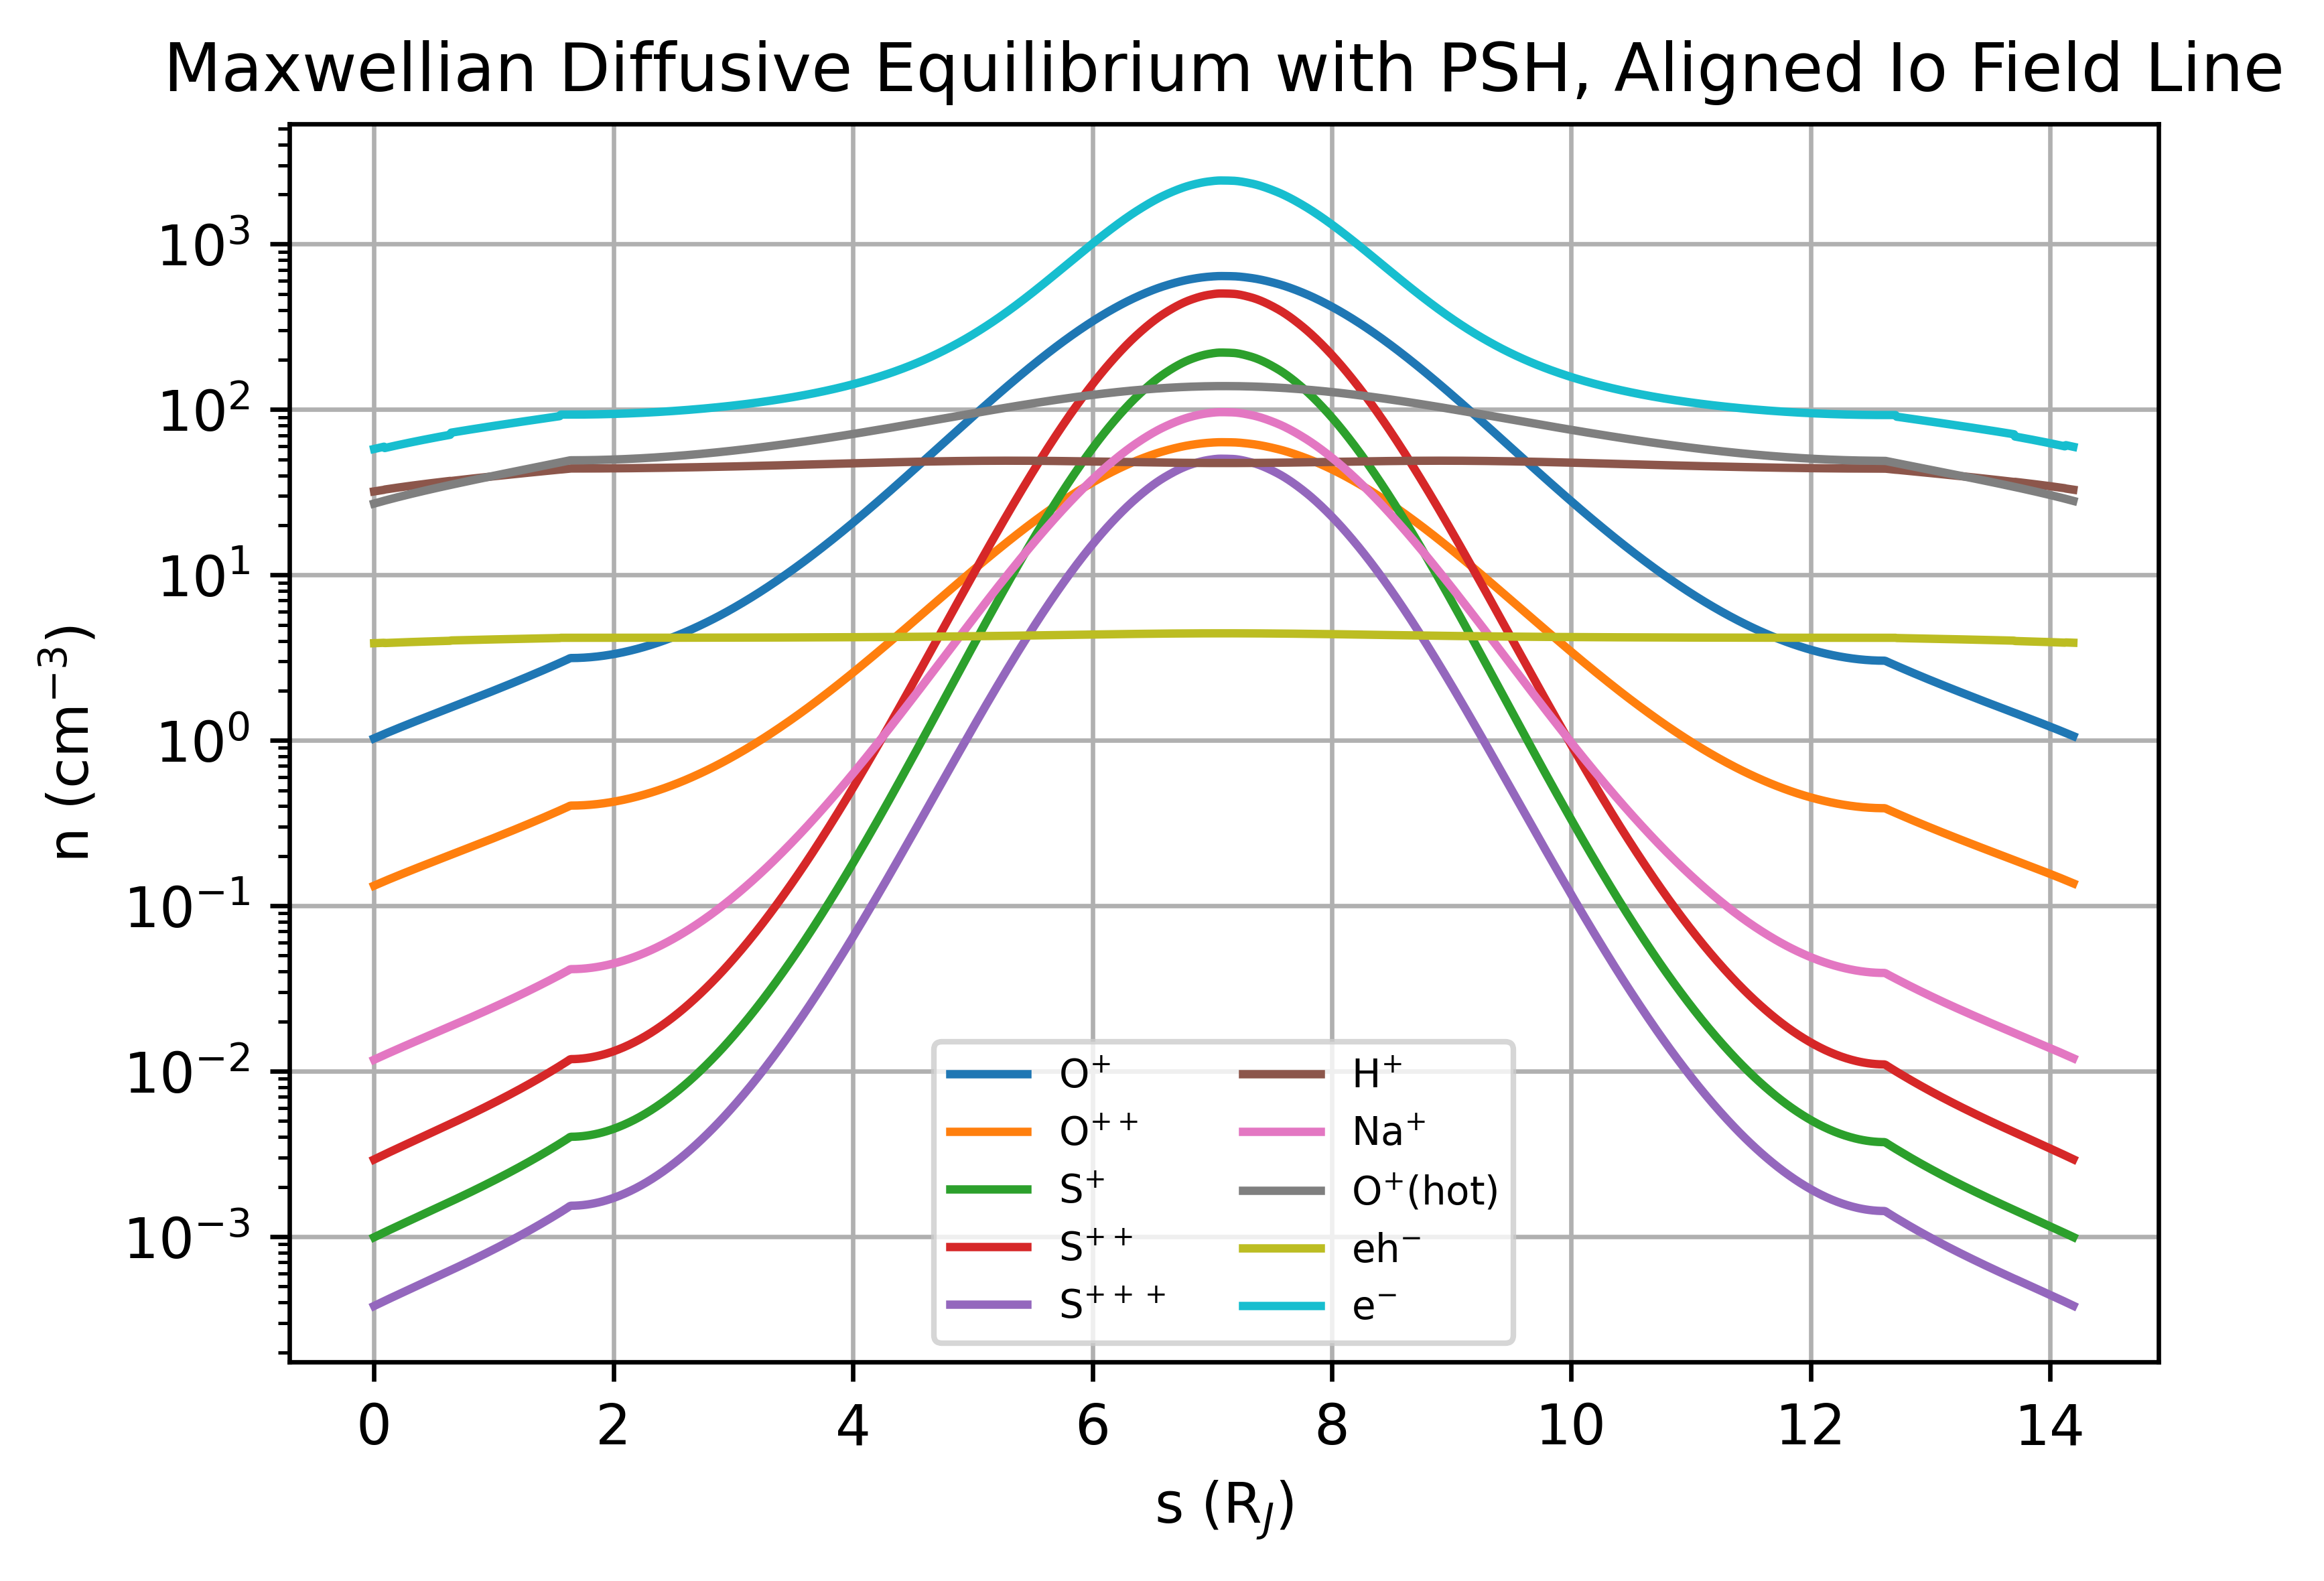 Maxwellian Diffusive Equilibrium with PSH, Aligned Io Field Line
n (cm⁻³)
10³
10²
10¹
10⁰
10⁻¹
10⁻²
10⁻³
O⁺
O⁺⁺
S⁺
S⁺⁺
S⁺⁺⁺
H⁺
Na⁺
O⁺(hot)
eh⁻
e⁻
0 2 4 6 8 10 12 14
s (R_J)